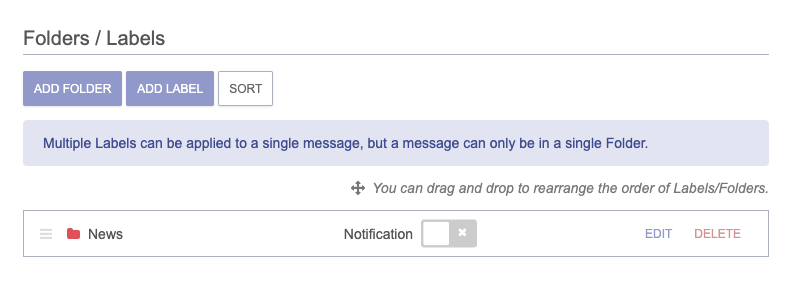 Folders / Labels
ADD FOLDER ADD LABEL SORT
Multiple Labels can be applied to a single message, but a message can only be in a single Folder.
You can drag and drop to rearrange the order of Labels/Folders.
News Notification EDIT DELETE